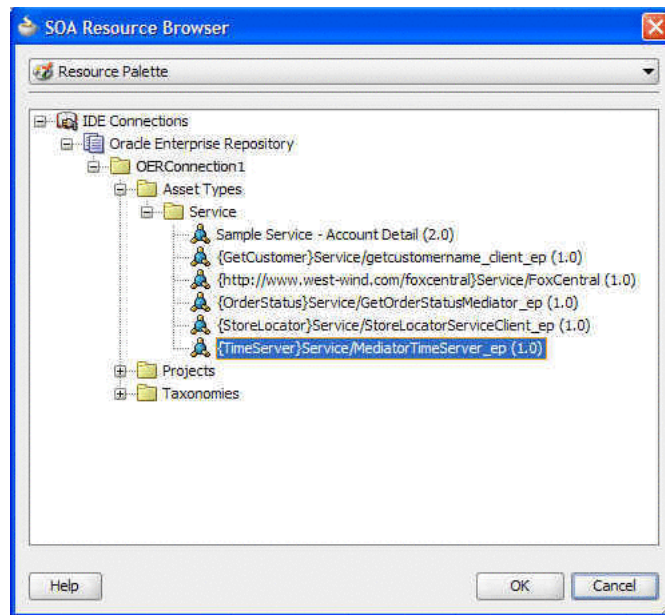 SOA Resource Browser
Resource Palette
IDE Connections
Oracle Enterprise Repository
OERConnection1
Asset Types
Service
Sample Service - Account Detail (2.0)
{GetCustomer}Service/getcustomername_client_ep (1.0)
{http://www.west-wind.com/foxcentral}Service/FoxCentral (1.0)
{OrderStatus}Service/GetOrderStatusMediator_ep (1.0)
{StoreLocator}Service/StoreLocatorServiceClient_ep (1.0)
{TimeServer}Service/MediatorTimeServer_ep (1.0)
Projects
Taxonomies
Help OK Cancel